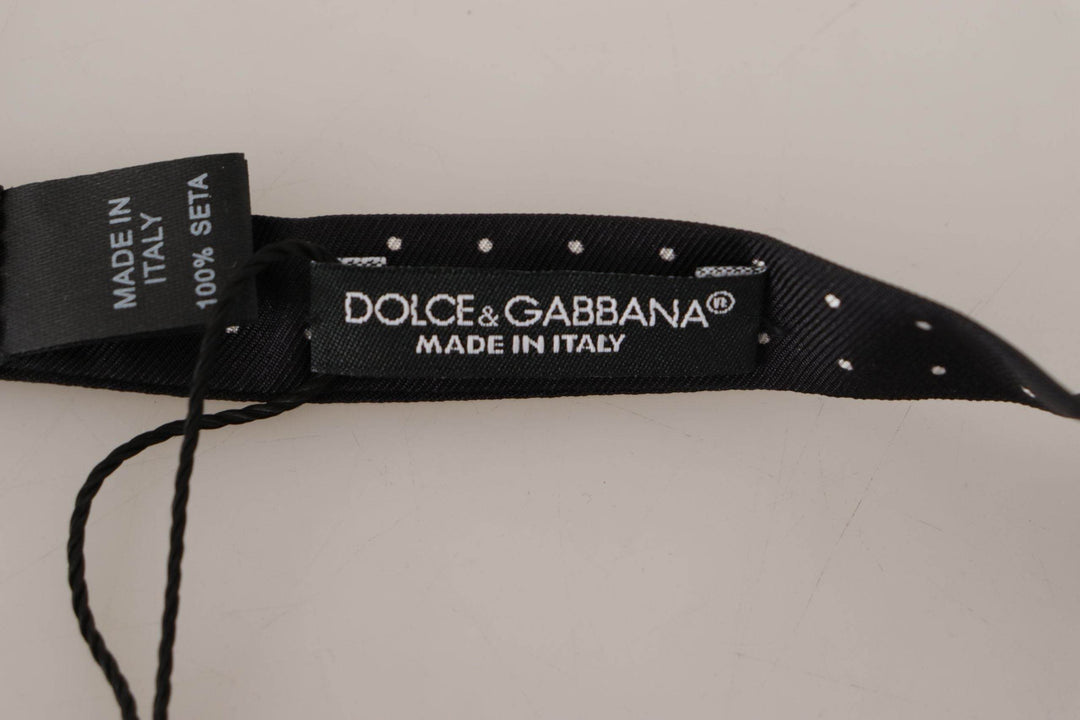 MADE IN
ITALY
100% SETA
DOLCE&GABBANA®
MADE IN ITALY